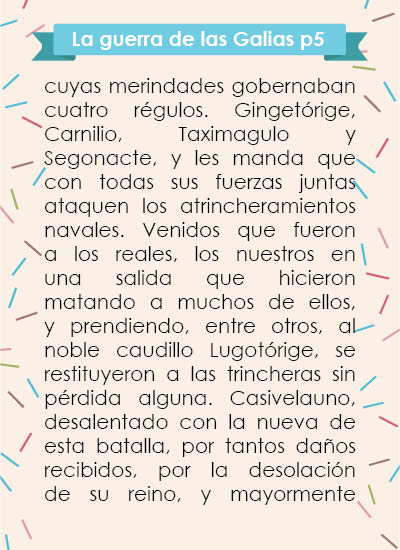 La guerra de las Galias p5
cuyas merindades gobernaban
cuatro régulos. Gingetórige,
Carnilio, Taximagulo y
Segonacte, y les manda que
con todas sus fuerzas juntas
ataquen los atrincheramientos
navales. Venidos que fueron
a los reales, los nuestros en
una salida que hicieron
matando a muchos de ellos,
y prendiendo, entre otros, al
noble caudillo Lugotórige, se
restituyeron a las trincheras sin
pérdida alguna. Casivelauno,
desalentado con la nueva de
esta batalla, por tantos daños
recibidos, por la desolación
de su reino, y mayormente